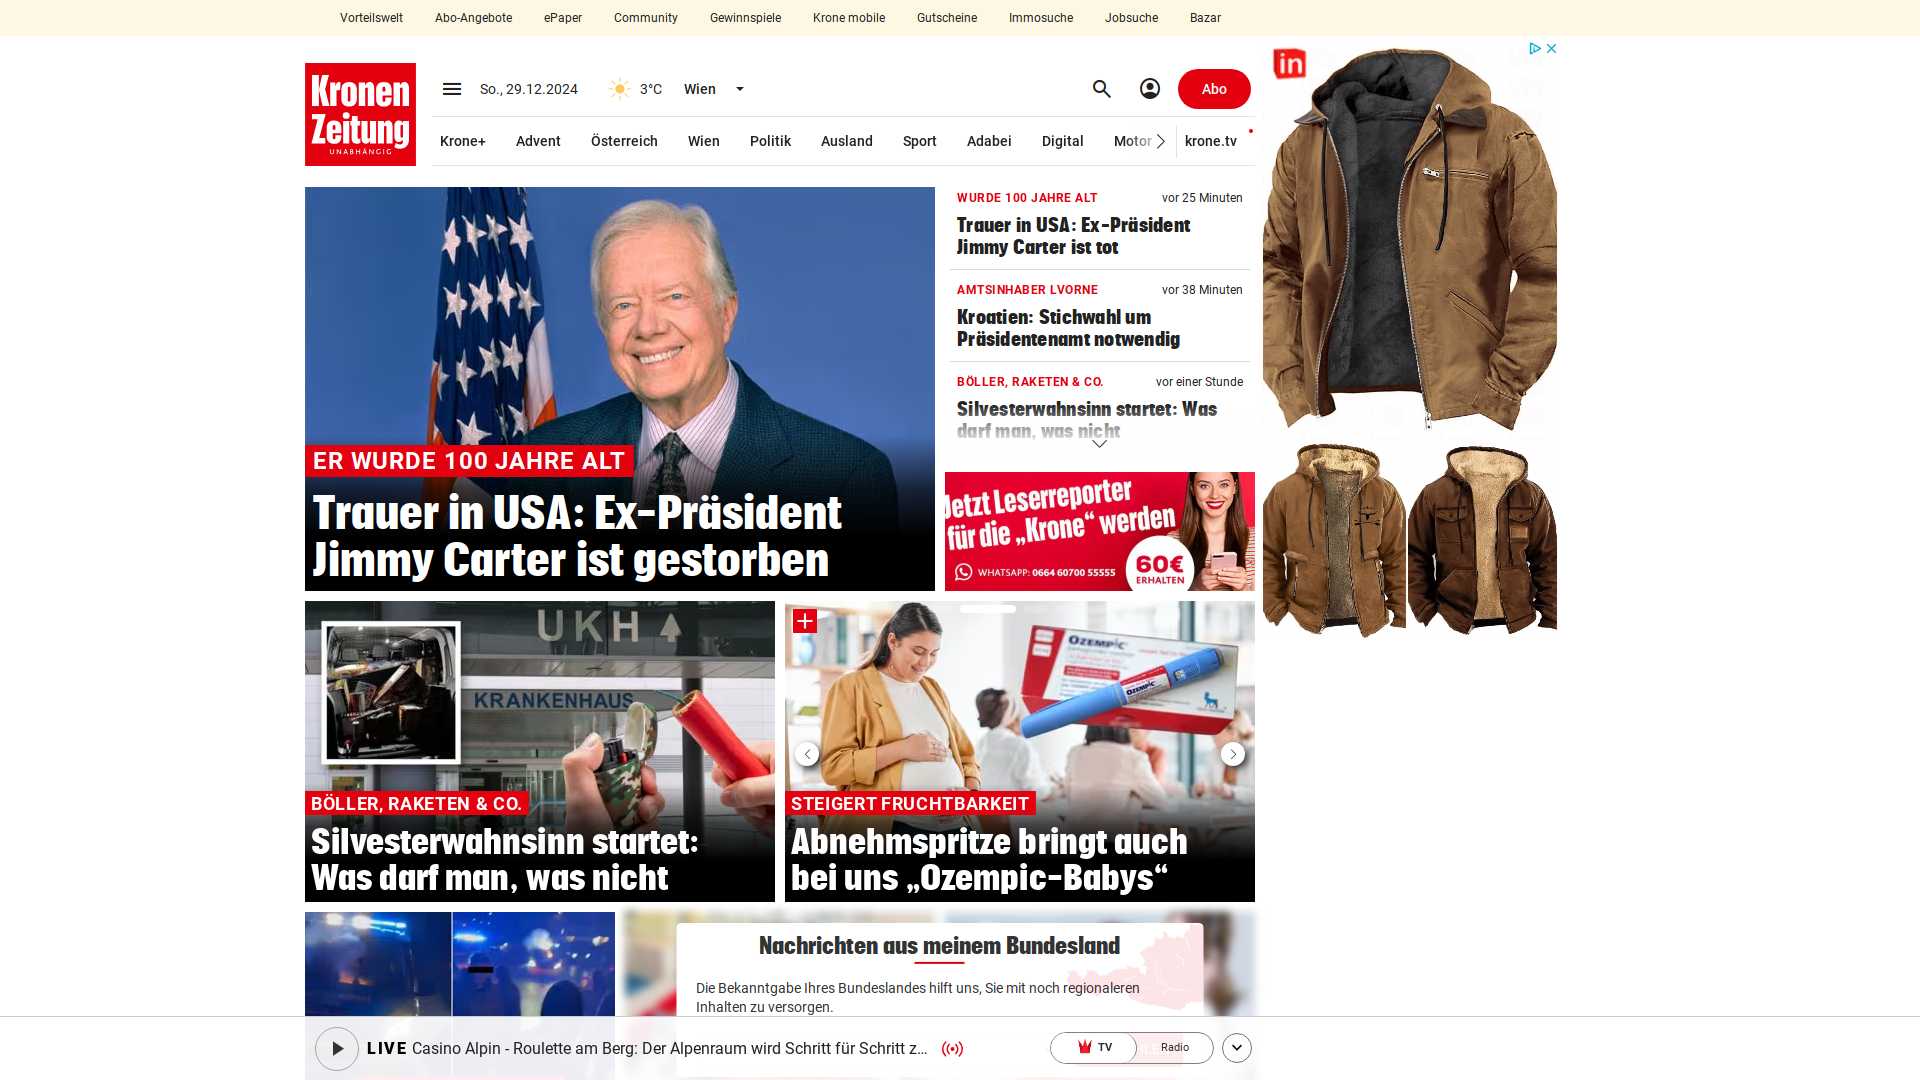 Vorteilswelt Abo-Angebote ePaper Community Gewinnspiele Krone mobile Gutscheine Immosuche Jobsuche Bazar
Kronen
Zeitung
UNABHÄNGIG
So., 29.12.2024 3°C Wien Abo
Krone+ Advent Österreich Wien Politik Ausland Sport Adabei Digital Motor krone.tv
in
ER WURDE 100 JAHRE ALT
Trauer in USA: Ex-Präsident
Jimmy Carter ist gestorben
WURDE 100 JAHRE ALT vor 25 Minuten
Trauer in USA: Ex-Präsident
Jimmy Carter ist tot
AMTSINHABER LVORNE vor 38 Minuten
Kroatien: Stichwahl um
Präsidentenamt notwendig
BÖLLER, RAKETEN & CO. vor einer Stunde
Silvesterwahnsinn startet: Was
darf man, was nicht
Jetzt Leserreporter
für die „Krone“ werden
WHATSAPP: 0664 60700 55555
60€
ERHALTEN
UKH
KRANKENHAUS
BÖLLER, RAKETEN & CO.
Silvesterwahnsinn startet:
Was darf man, was nicht
OZEMPIC
OZEMPIC
STEIGERT FRUCHTBARKEIT
Abnehmspritze bringt auch
bei uns „Ozempic-Babys“
Nachrichten aus meinem Bundesland
Die Bekanntgabe Ihres Bundeslandes hilft uns, Sie mit noch regionaleren
Inhalten zu versorgen.
LIVE Casino Alpin - Roulette am Berg: Der Alpenraum wird Schritt für Schritt z... TV Radio